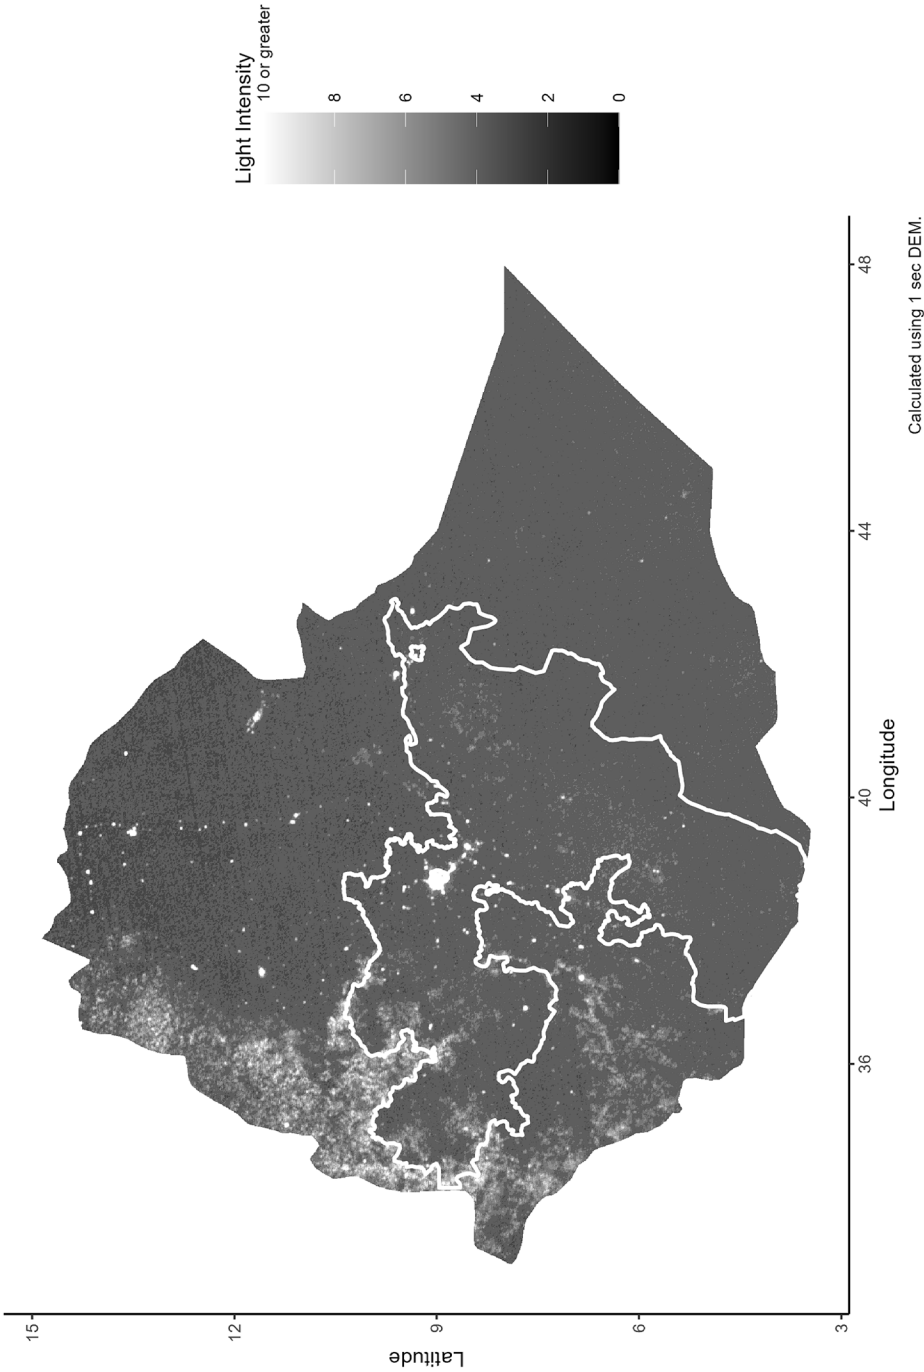 Light Intensity
10 or greater
8
6
4
2
0
15
12
9
6
3
Latitude
36
40
44
48
Longitude
Calculated using 1 sec DEM.